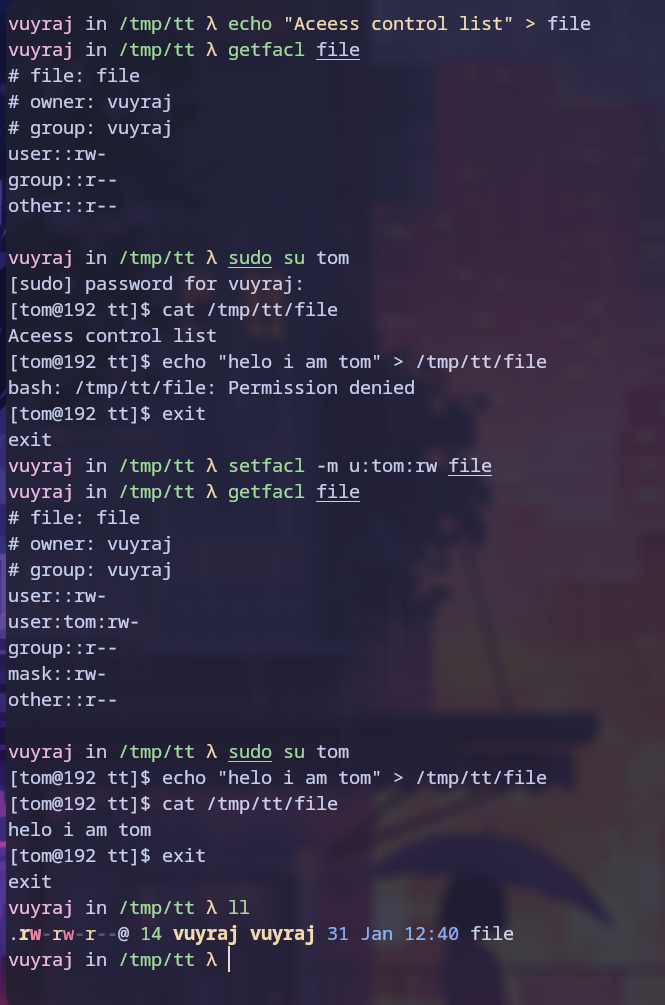 vuyraj in /tmp/tt λ echo "Aceess control list" > file
vuyraj in /tmp/tt λ getfacl file
# file: file
# owner: vuyraj
# group: vuyraj
user::rw-
group::r--
other::r--
vuyraj in /tmp/tt λ sudo su tom
[sudo] password for vuyraj:
[tom@192 tt]$ cat /tmp/tt/file
Aceess control list
[tom@192 tt]$ echo "helo i am tom" > /tmp/tt/file
bash: /tmp/tt/file: Permission denied
[tom@192 tt]$ exit
exit
vuyraj in /tmp/tt λ setfacl -m u:tom:rw file
vuyraj in /tmp/tt λ getfacl file
# file: file
# owner: vuyraj
# group: vuyraj
user::rw-
user:tom:rw-
group::r--
mask::rw-
other::r--
vuyraj in /tmp/tt λ sudo su tom
[tom@192 tt]$ echo "helo i am tom" > /tmp/tt/file
[tom@192 tt]$ cat /tmp/tt/file
helo i am tom
[tom@192 tt]$ exit
exit
vuyraj in /tmp/tt λ ll
.rw-rw-r--@ 14 vuyraj vuyraj 31 Jan 12:40 file
vuyraj in /tmp/tt λ